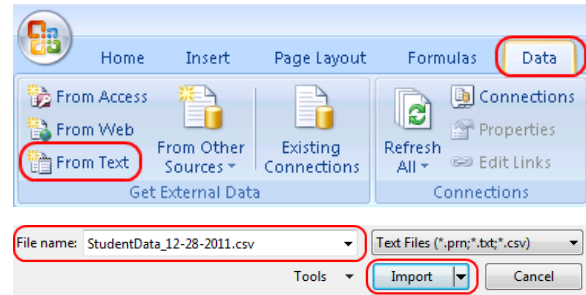 Home Insert Page Layout Formulas Data
From Access
From Web
From Text
From Other
Sources
Existing
Connections
Get External Data
Refresh
All
Connections
Properties
Edit Links
Connections
File name: StudentData_12-28-2011.csv Text Files (*.prn;*.txt;*.csv)
Tools Import Cancel